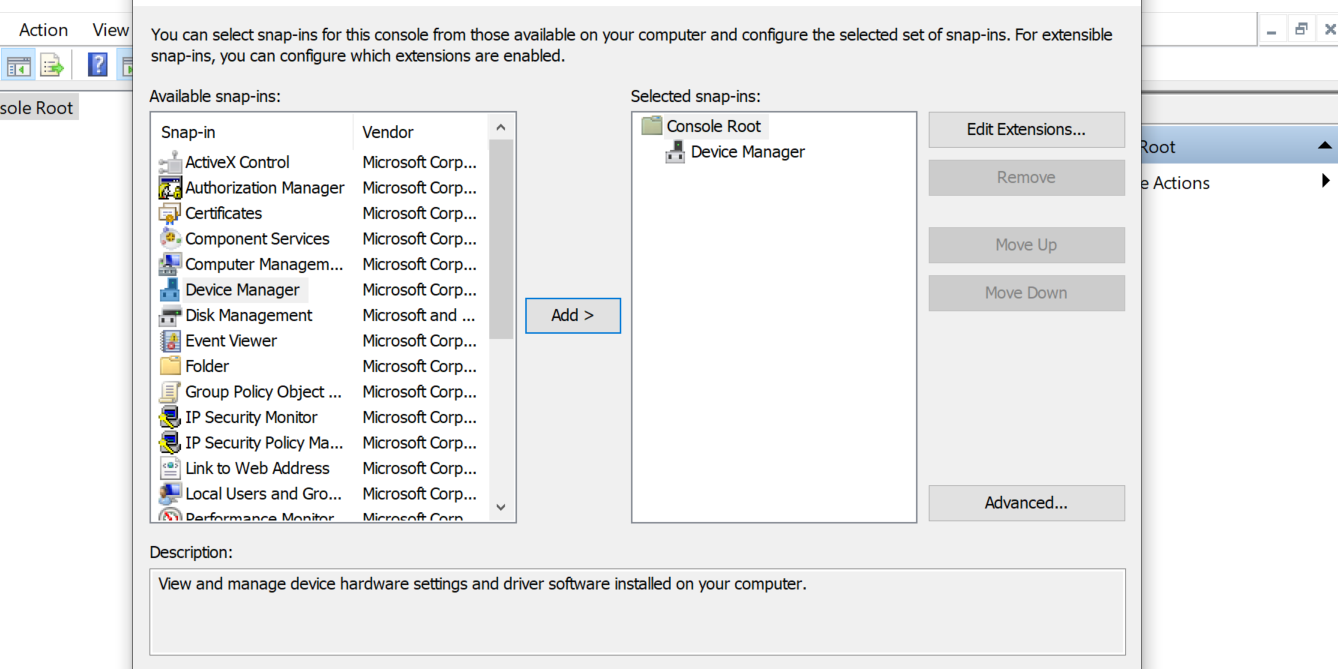 Action View
sole Root
You can select snap-ins for this console from those available on your computer and configure the selected set of snap-ins. For extensible
snap-ins, you can configure which extensions are enabled.
Available snap-ins:
Snap-in Vendor
ActiveX Control Microsoft Corp...
Authorization Manager Microsoft Corp...
Certificates Microsoft Corp...
Component Services Microsoft Corp...
Computer Managem... Microsoft Corp...
Device Manager Microsoft Corp...
Disk Management Microsoft and ...
Event Viewer Microsoft Corp...
Folder Microsoft Corp...
Group Policy Object ... Microsoft Corp...
IP Security Monitor Microsoft Corp...
IP Security Policy Ma... Microsoft Corp...
Link to Web Address Microsoft Corp...
Local Users and Gro... Microsoft Corp...
Performance Monitor Microsoft Corp
Add >
Selected snap-ins:
Console Root
Device Manager
Edit Extensions...
Remove
Move Up
Move Down
Advanced...
Description:
View and manage device hardware settings and driver software installed on your computer.
Root
e Actions